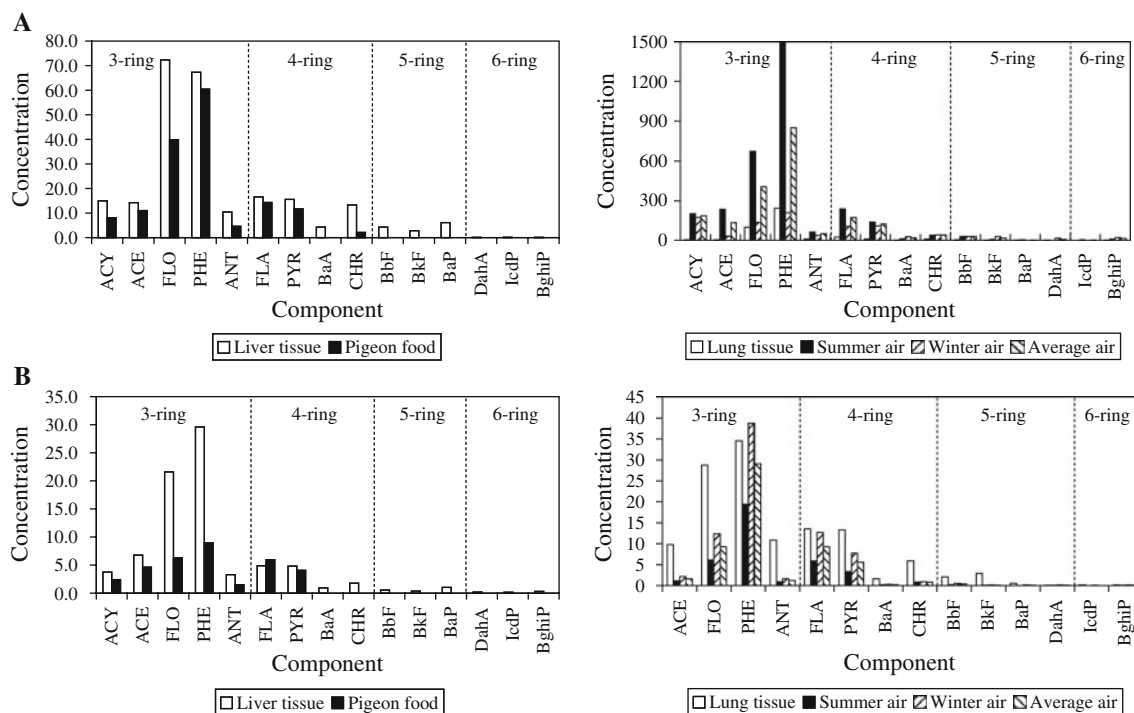 A
80.0
70.0
60.0
50.0
40.0
30.0
20.0
10.0
0.0
Concentration
3-ring
4-ring
5-ring
6-ring
ACY
ACE
FLO
PHE
ANT
FLA
PYR
BaA
CHR
BbF
BkF
BaP
DahA
IcdP
BghiP
Component
Liver tissue Pigeon food
1500
1200
900
600
300
0
Concentration
3-ring
4-ring
5-ring
6-ring
ACY
ACE
FLO
PHE
ANT
FLA
PYR
BaA
CHR
BbF
BkF
BaP
DahA
IcdP
BghiP
Component
Lung tissue Summer air Winter air Average air
B
35.0
30.0
25.0
20.0
15.0
10.0
5.0
0.0
Concentration
3-ring
4-ring
5-ring
6-ring
ACY
ACE
FLO
PHE
ANT
FLA
PYR
BaA
CHR
BbF
BkF
BaP
DahA
IcdP
BghiP
Component
Liver tissue Pigeon food
45
40
35
30
25
20
15
10
5
0
Concentration
3-ring
4-ring
5-ring
6-ring
ACE
FLO
PHE
ANT
FLA
PYR
BaA
CHR
BbF
BkF
BaP
DahA
IcdP
BghiP
Component
Lung tissue Summer air Winter air Average air